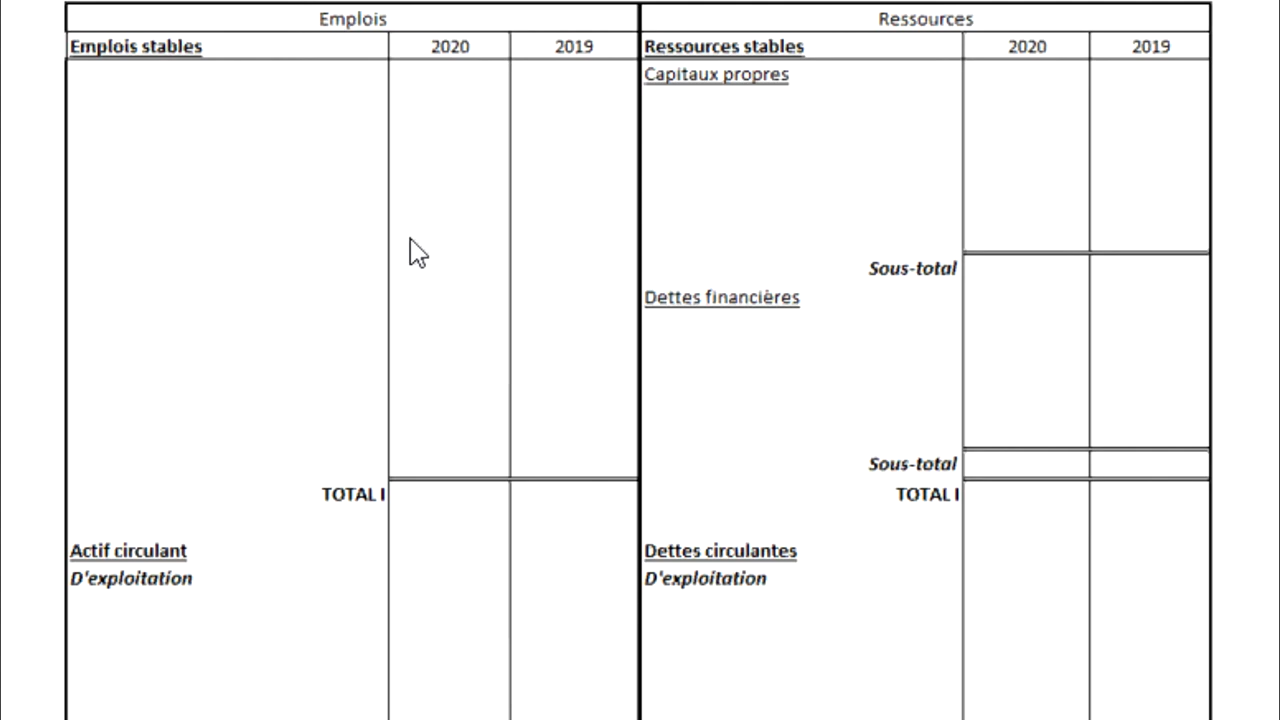 Emplois Ressources
Emplois stables 2020 2019 Ressources stables 2020 2019
Capitaux propres
Sous-total
Dettes financières
Sous-total
TOTAL I TOTAL I
Actif circulant Dettes circulantes
D'exploitation D'exploitation